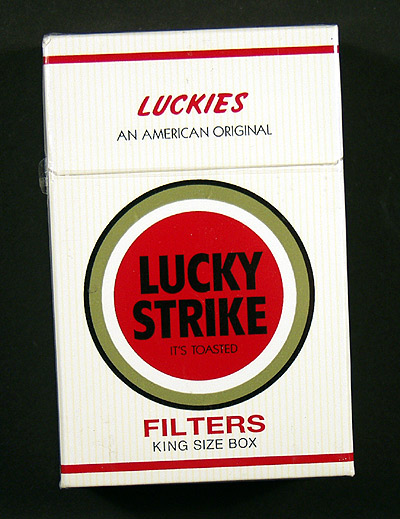 LUCKIES
AN AMERICAN ORIGINAL
LUCKY
STRIKE
IT'S TOASTED
FILTERS
KING SIZE BOX